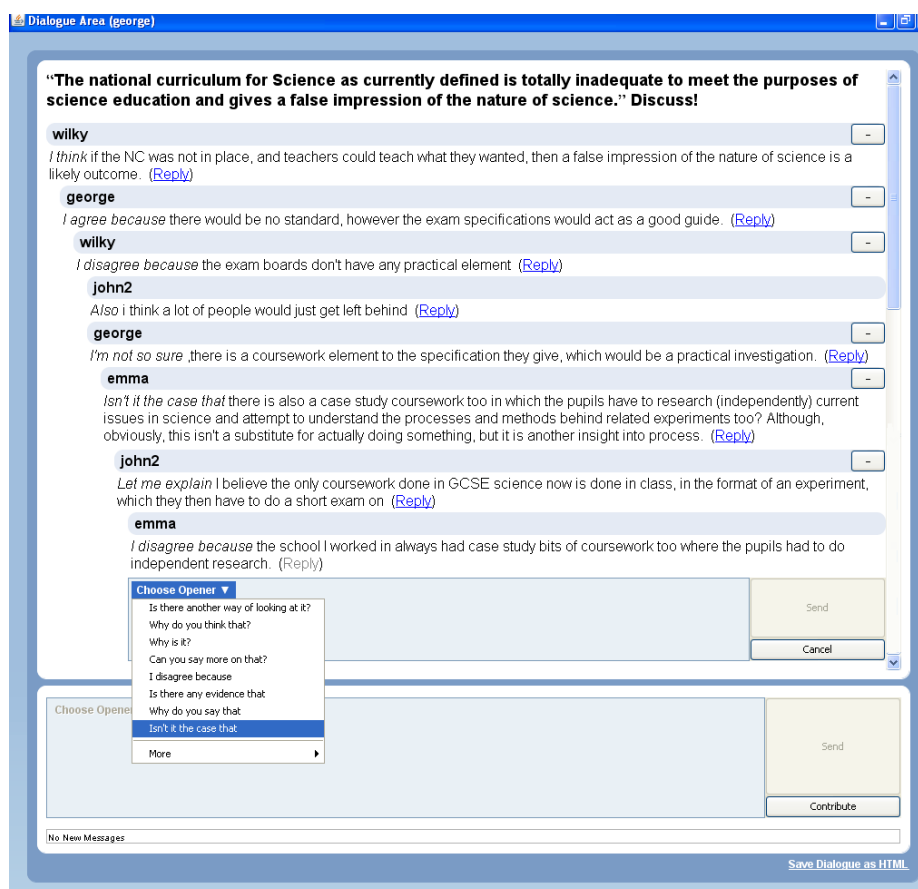 Dialogue Area (george)
“The national curriculum for Science as currently defined is totally inadequate to meet the purposes of
science education and gives a false impression of the nature of science.” Discuss!
wilky
-
I think if the NC was not in place, and teachers could teach what they wanted, then a false impression of the nature of science is a
likely outcome. (Reply)
george
-
I agree because there would be no standard, however the exam specifications would act as a good guide. (Reply)
wilky
-
I disagree because the exam boards don't have any practical element (Reply)
john2
Also i think a lot of people would just get left behind (Reply)
george
-
I'm not so sure ,there is a coursework element to the specification they give, which would be a practical investigation. (Reply)
emma
-
Isn't it the case that there is also a case study coursework too in which the pupils have to research (independently) current
issues in science and attempt to understand the processes and methods behind related experiments too? Although,
obviously, this isn't a substitute for actually doing something, but it is another insight into process. (Reply)
john2
-
Let me explain I believe the only coursework done in GCSE science now is done in class, in the format of an experiment,
which they then have to do a short exam on (Reply)
emma
I disagree because the school I worked in always had case study bits of coursework too where the pupils had to do
independent research. (Reply)
Choose Opener ▼
Is there another way of looking at it?
Why do you think that?
Why is it?
Can you say more on that?
I disagree because
Is there any evidence that
Why do you say that
Isn't it the case that
More
Send
Cancel
Choose Opene
Send
Contribute
No New Messages
Save Dialogue as HTML